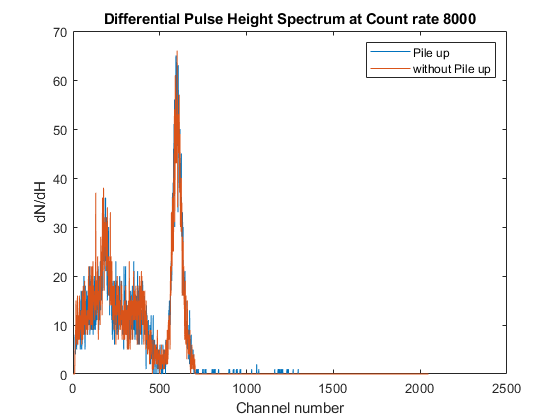 Differential Pulse Height Spectrum at Count rate 8000
Pile up
without Pile up
dN/dH
70
60
50
40
30
20
10
0
0
500
1000
1500
2000
2500
Channel number